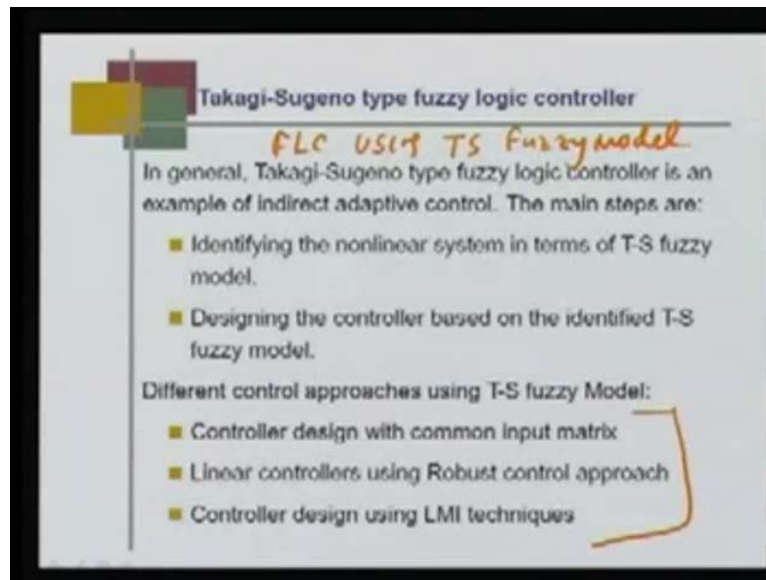 Takagi-Sugeno type fuzzy logic controller
FLC USIN TS Fuzzy model
In general, Takagi-Sugeno type fuzzy logic controller is an
example of indirect adaptive control. The main steps are:
Identifying the nonlinear system in terms of T-S fuzzy
model.
Designing the controller based on the identified T-S
fuzzy model.
Different control approaches using T-S fuzzy Model:
Controller design with common input matrix
Linear controllers using Robust control approach
Controller design using LMI techniques